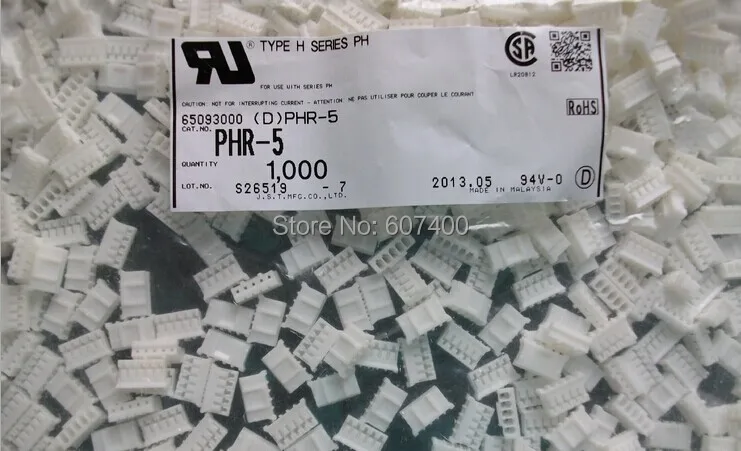 RU ® TYPE H SERIES PH
SA ®
LR20812
FOR USE WITH SERIES PH
CAUTION: NOT FOR INTERRUPTING CURRENT - ATTENTION: NE PAS UTILISER POUR COUPER LE COURANT
RoHS
65093000 (D)PHR-5
CAT.NO. PHR-5
QUANTITY 1,000
LOT.NO. S26519 - 7 2013.05 94V-0 D
J.S.T.MFG.CO.,LTD. MADE IN MALAYSIA
Store No: 607400